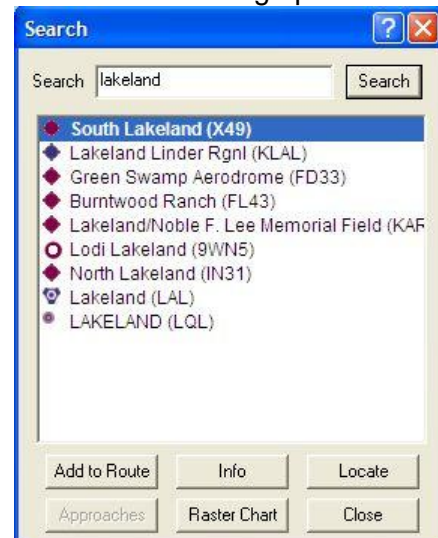 Search
Search lakeland Search
South Lakeland (X49)
Lakeland Linder Rgnl (KLAL)
Green Swamp Aerodrome (FD33)
Burntwood Ranch (FL43)
Lakeland/Noble F. Lee Memorial Field (KAR
Lodi Lakeland (9WN5)
North Lakeland (IN31)
Lakeland (LAL)
LAKELAND (LQL)
Add to Route Info Locate
Approaches Raster Chart Close